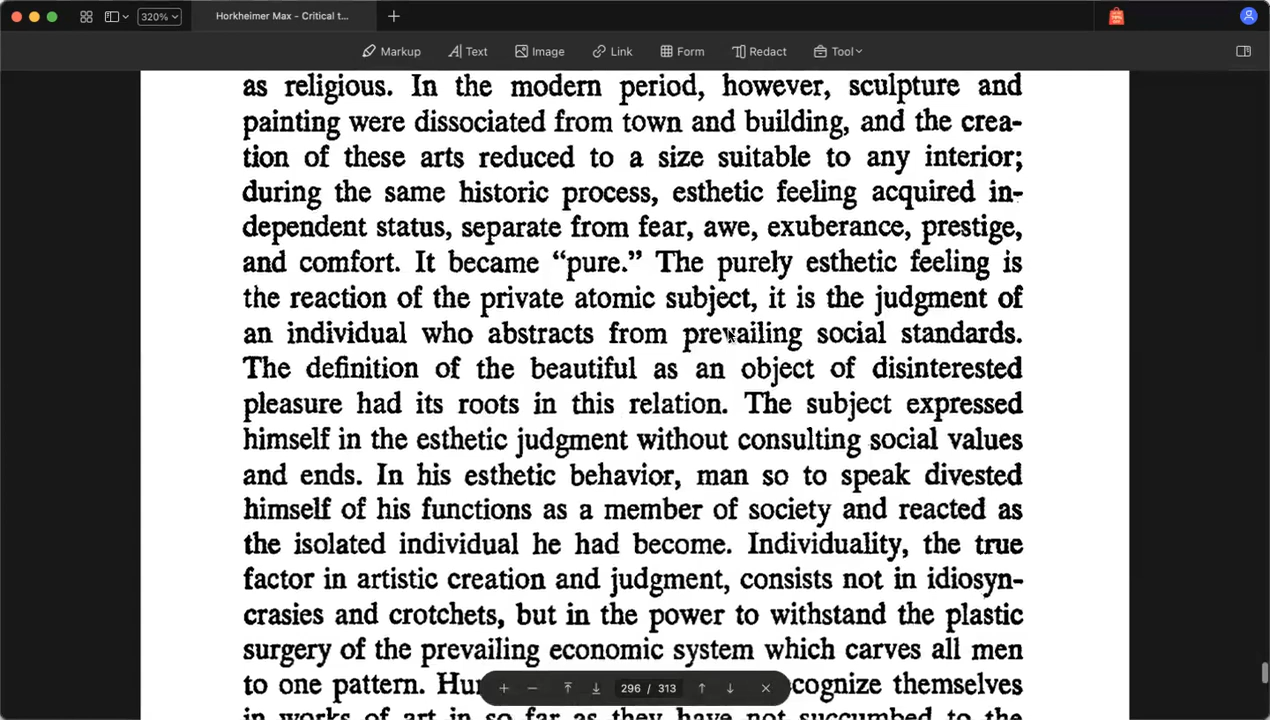 320%
Horkheimer Max - Critical t...
Markup
Text
Image
Link
Form
Redact
Tool
as religious. In the modern period, however, sculpture and
painting were dissociated from town and building, and the crea-
tion of these arts reduced to a size suitable to any interior;
during the same historic process, esthetic feeling acquired in-
dependent status, separate from fear, awe, exuberance, prestige,
and comfort. It became “pure.” The purely esthetic feeling is
the reaction of the private atomic subject, it is the judgment of
an individual who abstracts from prevailing social standards.
The definition of the beautiful as an object of disinterested
pleasure had its roots in this relation. The subject expressed
himself in the esthetic judgment without consulting social values
and ends. In his esthetic behavior, man so to speak divested
himself of his functions as a member of society and reacted as
the isolated individual he had become. Individuality, the true
factor in artistic creation and judgment, consists not in idiosyn-
crasies and crotchets, but in the power to withstand the plastic
surgery of the prevailing economic system which carves all men
to one pattern. Hu cognize themselves
in works of art in so far as they have not succumbed to the
296 / 313